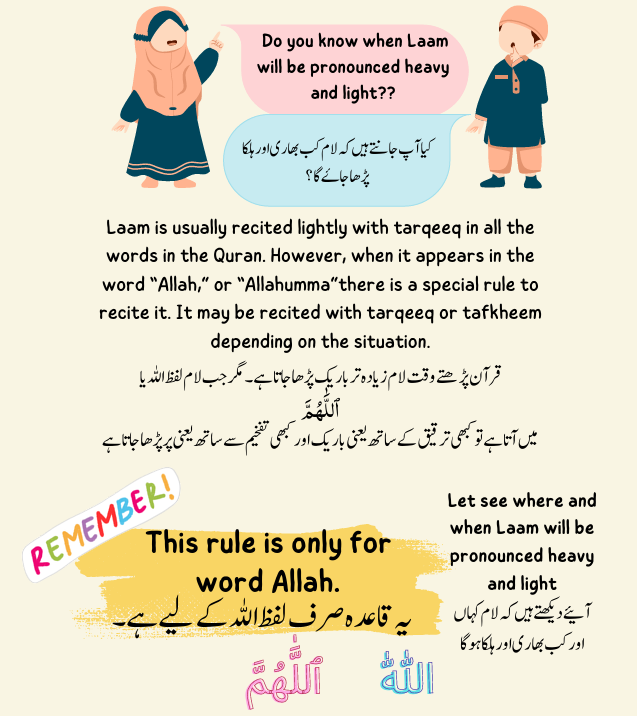 Do you know when Laam
will be pronounced heavy
and light??
کیا آپ جانتے ہیں کہ لام کب بھاری اور ہلکا
پڑھا جائے گا ؟
Laam is usually recited lightly with tarqeeq in all the
words in the Quran. However, when it appears in the
word “Allah,” or “Allahumma”there is a special rule to
recite it. It may be recited with tarqeeq or tafkheem
depending on the situation.
قرآن پڑھتے وقت لام زیادہ تر باریک پڑھا جاتا ہے۔ مگر جب لام لفظ اللہ یا
ٱللَّهُمَّ
میں آتا ہے تو کبھی ترقیق کے ساتھ یعنی باریک اور کبھی تفخیم سے ساتھ یعنی پر پڑھا جاتا ہے
REMEMBER!
This rule is only for
word Allah.
یہ قاعدہ صرف لفظ اللہ کے لیے ہے۔
ٱللَّهُمَّ
اللّٰه
Let see where and
when Laam will be
pronounced heavy
and light
آئیے دیکھتے ہیں کہ لام کہاں
اور کب بھاری اور ہلکا ہو گا